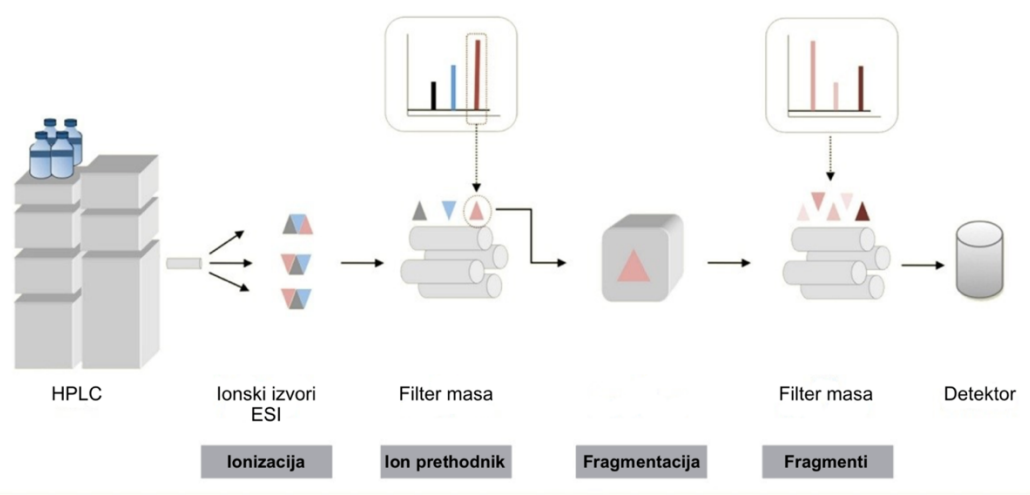 HPLC
Ionski izvori
ESI
Filter masa
Filter masa
Detektor
Ionizacija
Ion prethodnik
Fragmentacija
Fragmenti